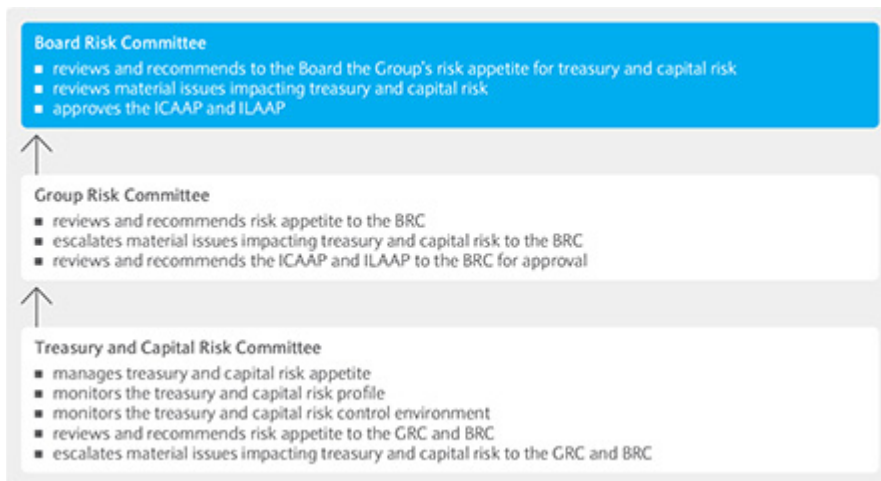 Board Risk Committee
▪ reviews and recommends to the Board the Group's risk appetite for treasury and capital risk
▪ reviews material issues impacting treasury and capital risk
▪ approves the ICAAP and ILAAP
Group Risk Committee
▪ reviews and recommends risk appetite to the BRC
▪ escalates material issues impacting treasury and capital risk to the BRC
▪ reviews and recommends the ICAAP and ILAAP to the BRC for approval
Treasury and Capital Risk Committee
▪ manages treasury and capital risk appetite
▪ monitors the treasury and capital risk profile
▪ monitors the treasury and capital risk control environment
▪ reviews and recommends risk appetite to the GRC and BRC
▪ escalates material issues impacting treasury and capital risk to the GRC and BRC